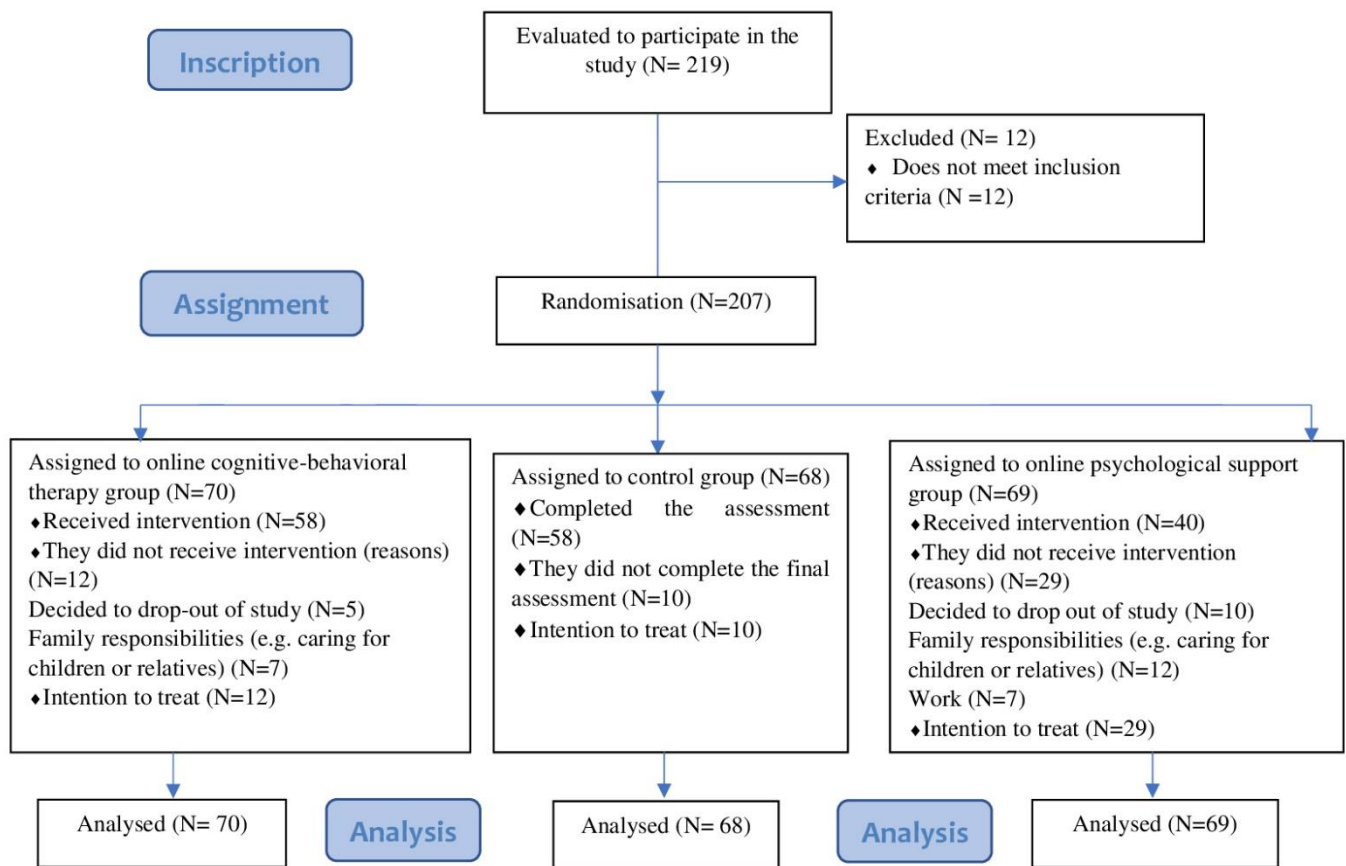 Inscription
Evaluated to participate in the
study (N= 219)
Excluded (N= 12)
♦ Does not meet inclusion
criteria (N =12)
Assignment
Randomisation (N=207)
Assigned to online cognitive-behavioral
therapy group (N=70)
♦Received intervention (N=58)
♦They did not receive intervention (reasons)
(N=12)
Decided to drop-out of study (N=5)
Family responsibilities (e.g. caring for
children or relatives) (N=7)
♦Intention to treat (N=12)
Assigned to control group (N=68)
♦Completed the assessment
(N=58)
♦They did not complete the final
assessment (N=10)
♦Intention to treat (N=10)
Assigned to online psychological support
group (N=69)
♦Received intervention (N=40)
♦They did not receive intervention
(reasons) (N=29)
Decided to drop out of study (N=10)
Family responsibilities (e.g. caring for
children or relatives) (N=12)
Work (N=7)
♦Intention to treat (N=29)
Analysed (N= 70)
Analysis
Analysed (N= 68)
Analysis
Analysed (N=69)